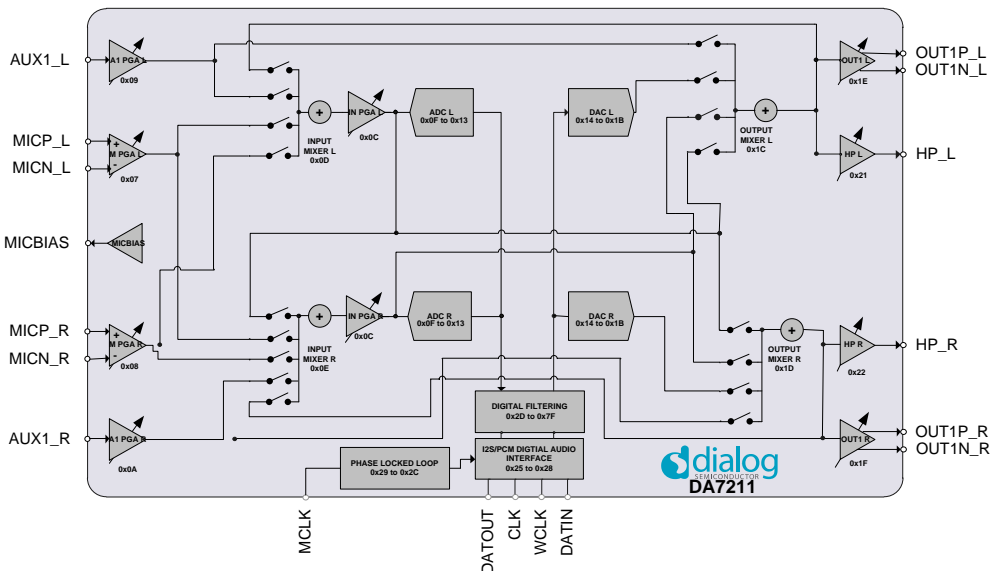 AUX1_L
A1 PGA L
0x09
MICP_L
+
M PGA L
-
0x07
MICN_L
MICBIAS
MICBIAS
MICP_R
+
M PGA R
-
0x08
MICN_R
AUX1_R
A1 PGA R
0x0A
+
INPUT
MIXER L
0x0D
IN PGA L
0x0C
ADC L
0x0F to 0x13
DAC L
0x14 to 0x1B
+
OUTPUT
MIXER L
0x1C
OUT1 L
0x1E
OUT1P_L
OUT1N_L
HP L
0x21
HP_L
+
INPUT
MIXER R
0x0E
IN PGA R
0x0C
ADC R
0x0F to 0x13
DAC R
0x14 to 0x1B
+
OUTPUT
MIXER R
0x1D
HP R
0x22
HP_R
OUT1 R
0x1F
OUT1P_R
OUT1N_R
DIGITAL FILTERING
0x2D to 0x7F
I2S/PCM DIGTIAL AUDIO
INTERFACE
0x25 to 0x28
PHASE LOCKED LOOP
0x29 to 0x2C
dialog
SEMICONDUCTOR
DA7211
MCLK
DATOUT
CLK
WCLK
DATIN